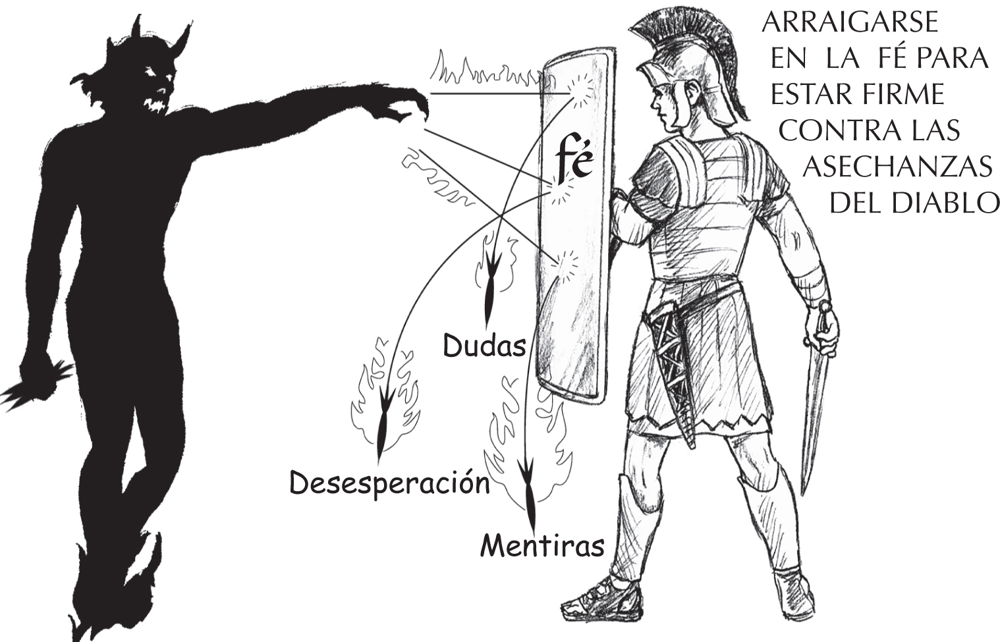 ARRAIGARSE
EN LA FÉ PARA
ESTAR FIRME
CONTRA LAS
ASECHANZAS
DEL DIABLO
fé
Dudas
Desesperación
Mentiras